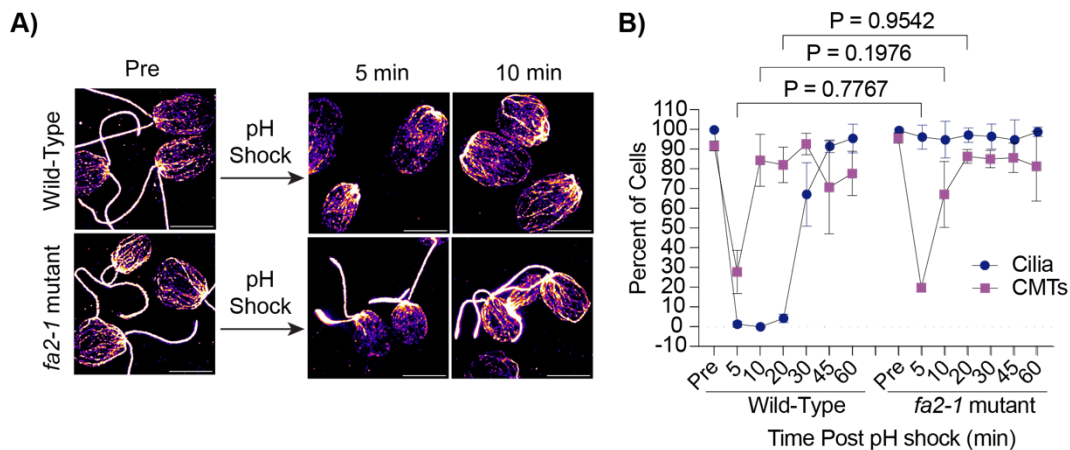 A)
Pre
5 min
10 min
Wild-Type
pH
Shock
fa2-1 mutant
pH
Shock
B)
P = 0.9542
P = 0.1976
P = 0.7767
Percent of Cells
110
100
90
80
70
60
50
40
30
20
10
0
-10
Cilia
CMTs
Pre 5 10 20 30 45 60 Pre 5 10 20 30 45 60
Wild-Type fa2-1 mutant
Time Post pH shock (min)